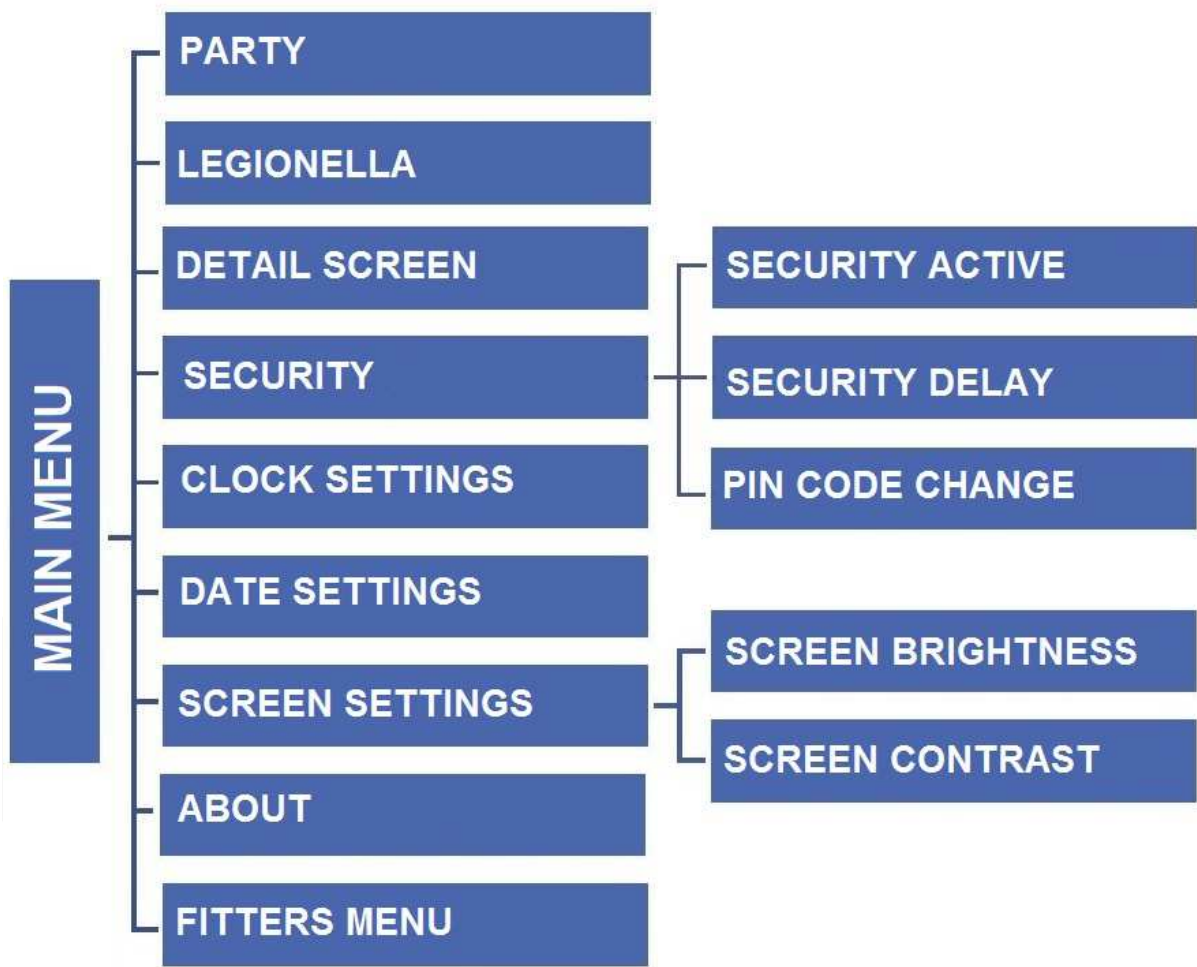 MAIN MENU
PARTY
LEGIONELLA
DETAIL SCREEN
SECURITY
SECURITY ACTIVE
SECURITY DELAY
PIN CODE CHANGE
CLOCK SETTINGS
DATE SETTINGS
SCREEN SETTINGS
SCREEN BRIGHTNESS
SCREEN CONTRAST
ABOUT
FITTERS MENU